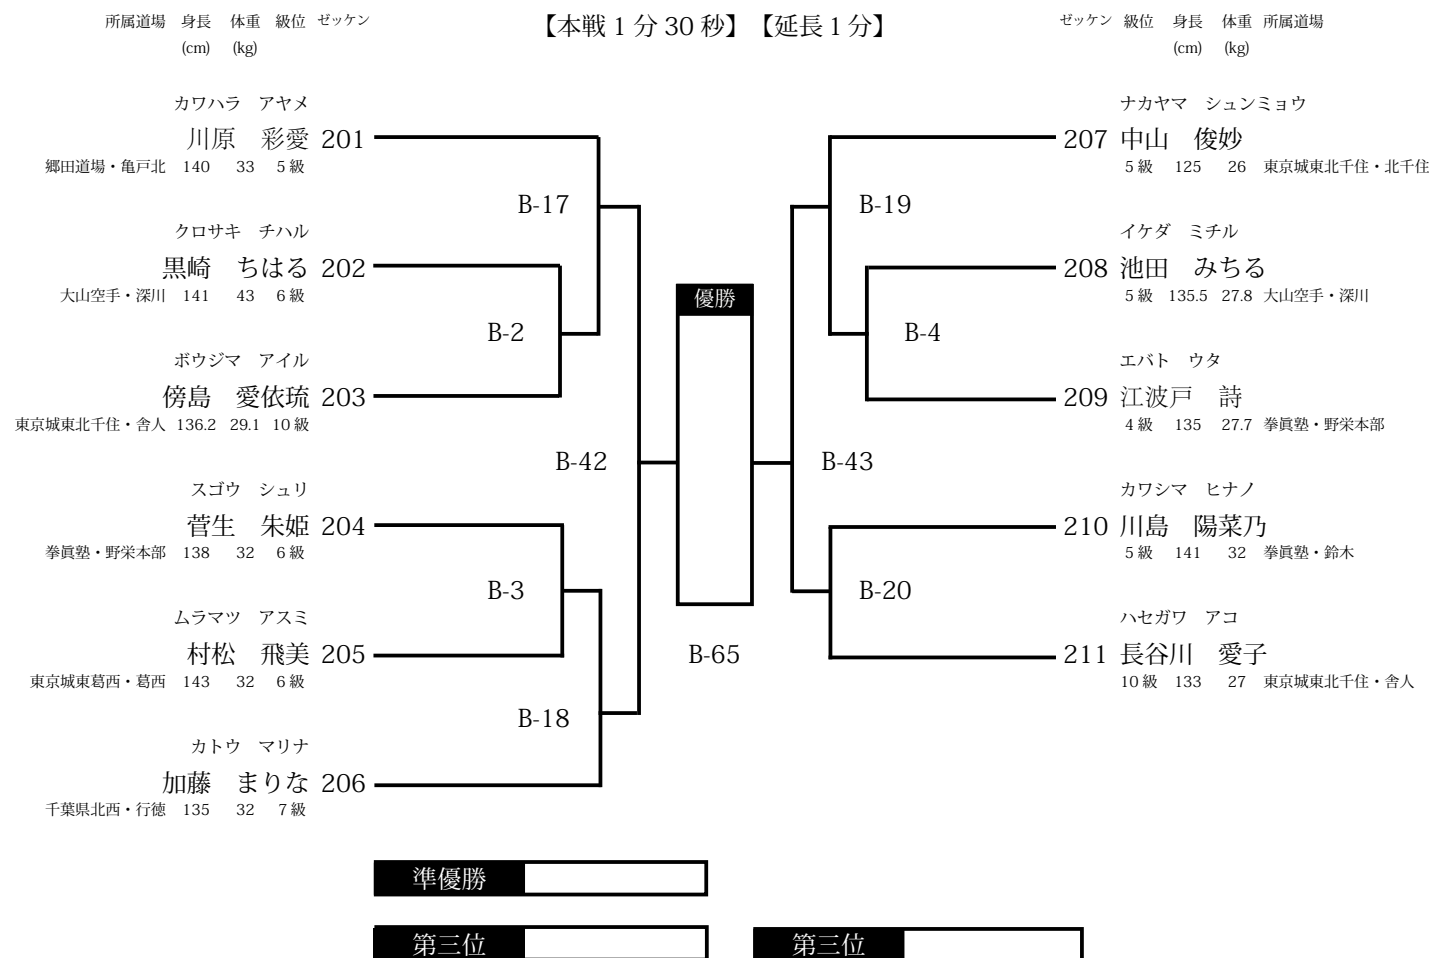 所属道場 身長 体重 級位 ゼッケン
(cm) (kg)
【本戦 1 分 30 秒】【延長 1 分】
ゼッケン 級位 身長 体重 所属道場
(cm) (kg)
カワハラ アヤメ
川原 彩愛 201
郷田道場・亀戸北 140 33 5 級
B-17
クロサキ チハル
黒崎 ちはる 202
大山空手・深川 141 43 6 級
B-2
ボウジマ アイル
傍島 愛依琉 203
東京城東北千住・舎人 136.2 29.1 10 級
B-42
スゴウ シュリ
菅生 朱姫 204
拳眞塾・野栄本部 138 32 6 級
B-3
ムラマツ アスミ
村松 飛美 205
東京城東葛西・葛西 143 32 6 級
B-18
カトウ マリナ
加藤 まりな 206
千葉県北西・行徳 135 32 7 級
優勝
B-65
ナカヤマ シュンミョウ
207 中山 俊妙
5 級 125 26 東京城東北千住・北千住
B-19
イケダ ミチル
208 池田 みちる
5 級 135.5 27.8 大山空手・深川
B-4
エバト ウタ
209 江波戸 詩
4 級 135 27.7 拳眞塾・野栄本部
B-43
カワシマ ヒナノ
210 川島 陽菜乃
5 級 141 32 拳眞塾・鈴木
B-20
ハセガワ アコ
211 長谷川 愛子
10 級 133 27 東京城東北千住・舎人
準優勝
第三位
第三位